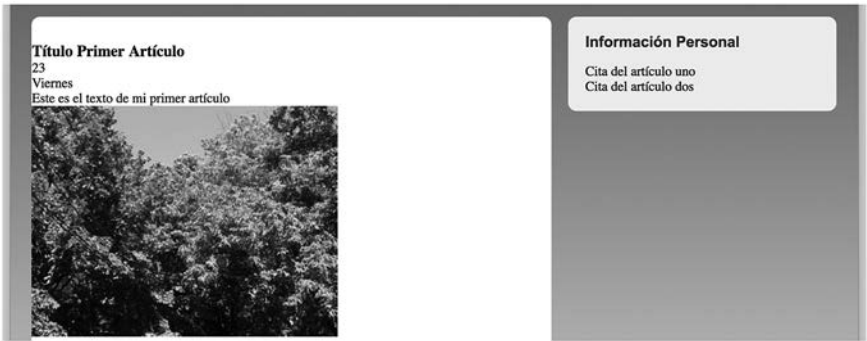 Título Primer Artículo
23
Viernes
Este es el texto de mi primer artículo
Información Personal
Cita del artículo uno
Cita del artículo dos